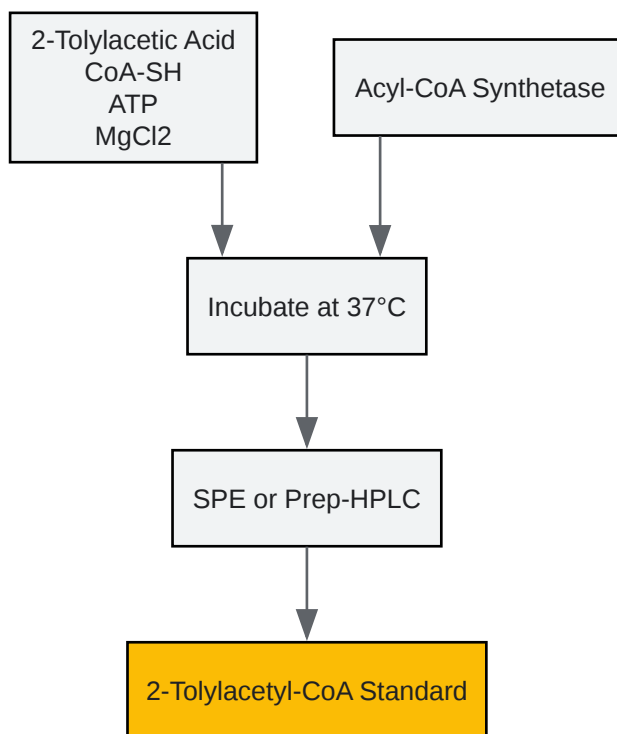 2-Tolylacetic Acid
CoA-SH
ATP
MgCl2
Acyl-CoA Synthetase
Incubate at 37°C
SPE or Prep-HPLC
2-Tolylacetyl-CoA Standard